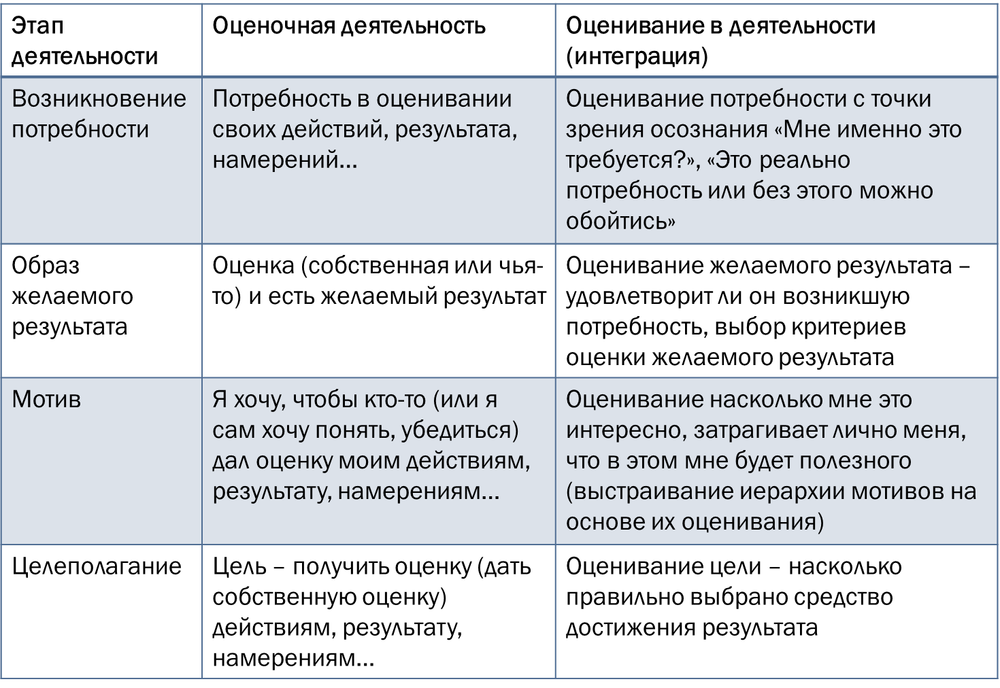 Этап
деятельности
Оценочная деятельность
Оценивание в деятельности
(интеграция)
Возникновение
потребности
Потребность в оценивании
своих действий, результата,
намерений...
Оценивание потребности с точки
зрения осознания «Мне именно это
требуется?», «Это реально
потребность или без этого можно
обойтись»
Образ
желаемого
результата
Оценка (собственная или чья-
то) и есть желаемый результат
Оценивание желаемого результата –
удовлетворит ли он возникшую
потребность, выбор критериев
оценки желаемого результата
Мотив
Я хочу, чтобы кто-то (или я
сам хочу понять, убедиться)
дал оценку моим действиям,
результату, намерениям...
Оценивание насколько мне это
интересно, затрагивает лично меня,
что в этом мне будет полезного
(выстраивание иерархии мотивов на
основе их оценивания)
Целеполагание
Цель – получить оценку (дать
собственную оценку)
действиям, результату,
намерениям...
Оценивание цели – насколько
правильно выбрано средство
достижения результата